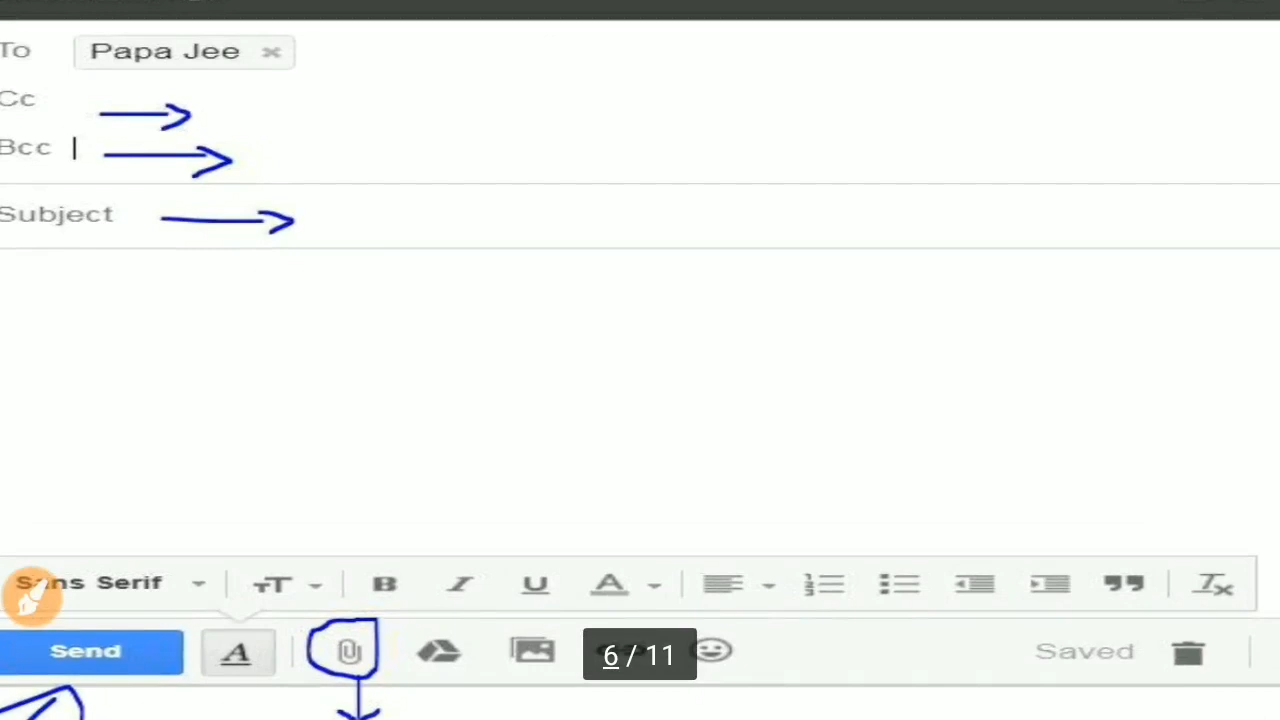 To Papa Jee
Cc
Bcc
Subject
Sans Serif
Send
6 / 11
Saved